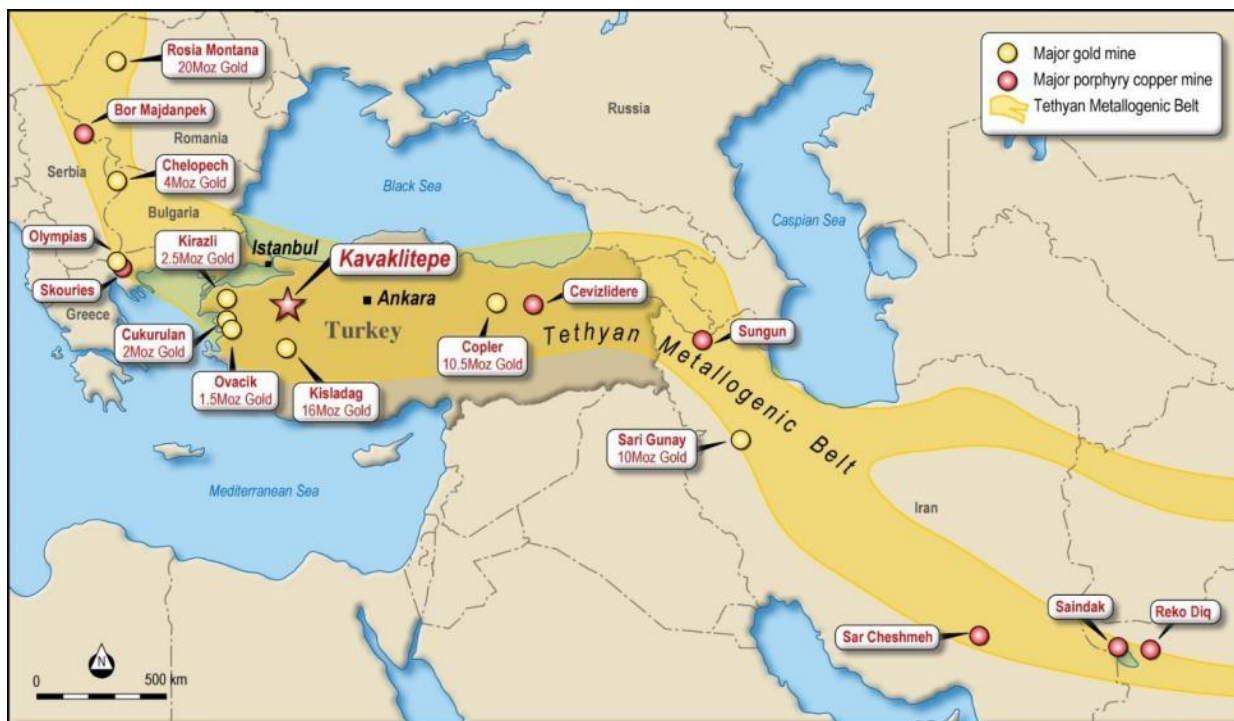 Rosia Montana
20Moz Gold
Bor Majdanpek
Romania
Serbia
Chelopech
4Moz Gold
Bulgaria
Olympias
Kirazli
2.5Moz Gold
Istanbul
Skouries
Greece
Cukurulan
2Moz Gold
Ovacik
1.5Moz Gold
Kisladag
16Moz Gold
Kavaklitepe
Ankara
Turkey
Black Sea
Russia
Caspian Sea
Major gold mine
Major porphyry copper mine
Tethyan Metallogenic Belt
Copler
10.5Moz Gold
Cevizlidere
Tethyan Metallogenic Belt
Sungun
Sari Gunay
10Moz Gold
Mediterranean Sea
Iran
Sar Cheshmeh
Saindak
Reko Diq
N
0 500 km